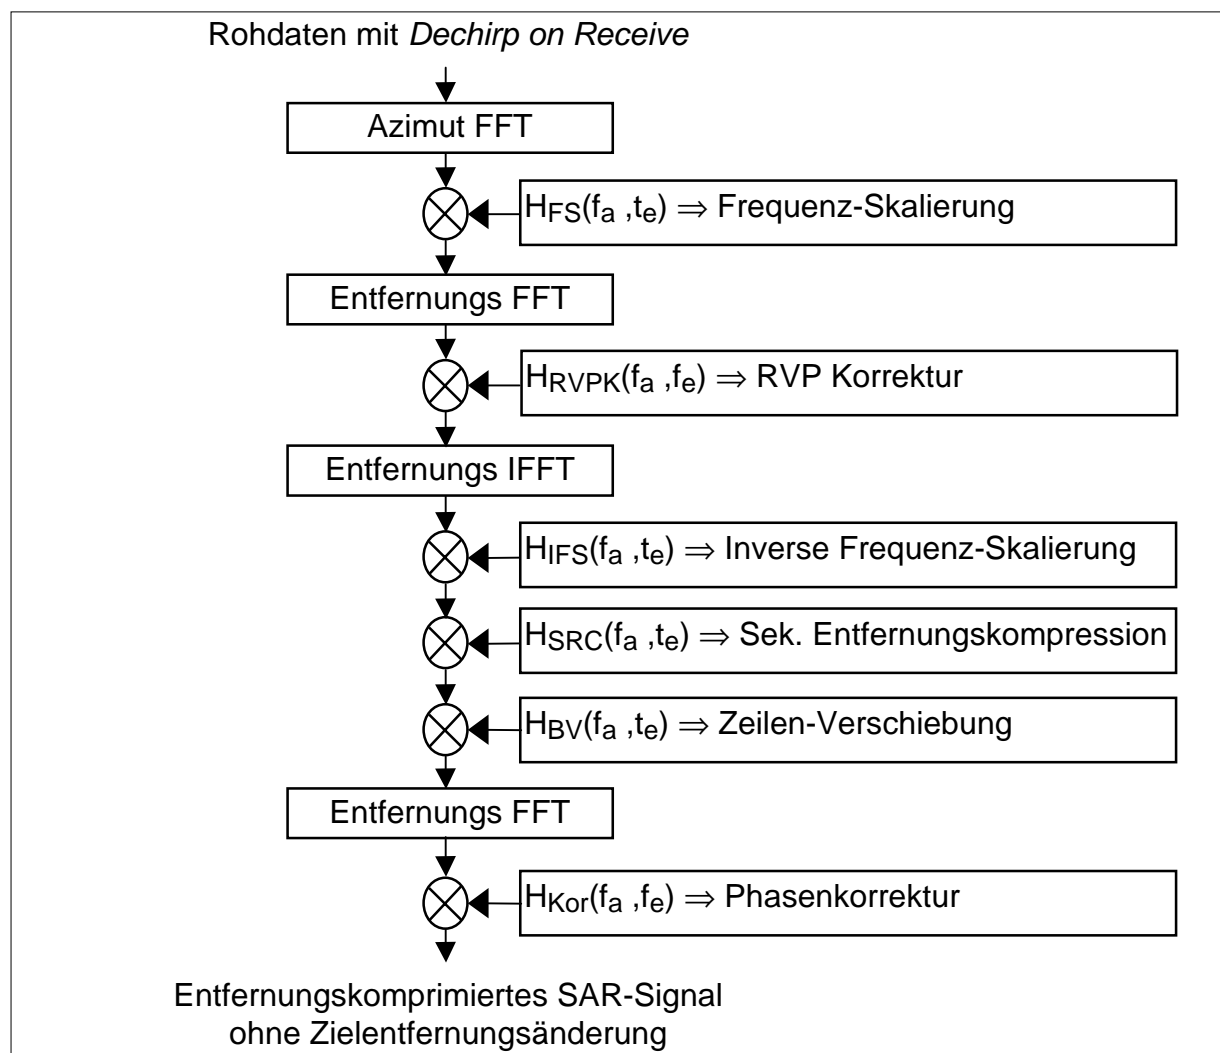 Rohdaten mit Dechirp on Receive
Azimut FFT
HFS(fa ,te) ⇒ Frequenz-Skalierung
Entfernungs FFT
HRVPK(fa ,fe) ⇒ RVP Korrektur
Entfernungs IFFT
HIFS(fa ,te) ⇒ Inverse Frequenz-Skalierung
HSRC(fa ,te) ⇒ Sek. Entfernungskompression
HBV(fa ,te) ⇒ Zeilen-Verschiebung
Entfernungs FFT
HKor(fa ,fe) ⇒ Phasenkorrektur
Entfernungskomprimiertes SAR-Signal
ohne Zielentfernungsänderung